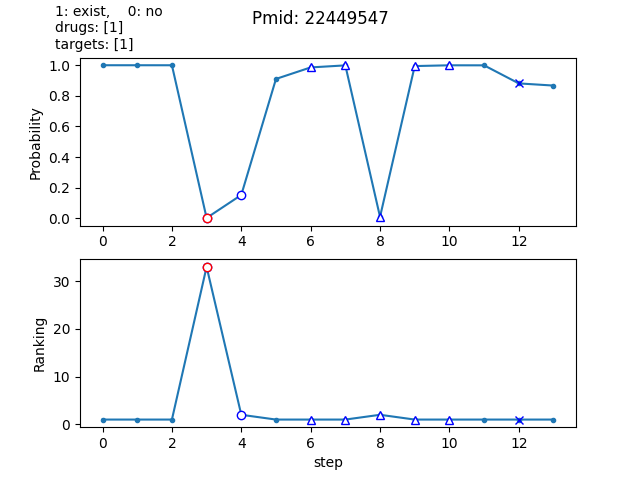 1: exist,    0: no
drugs: [1]
targets: [1]
Pmid: 22449547
Probability
1.0
0.8
0.6
0.4
0.2
0.0
0 2 4 6 8 10 12
Ranking
30
20
10
0
0 2 4 6 8 10 12
step